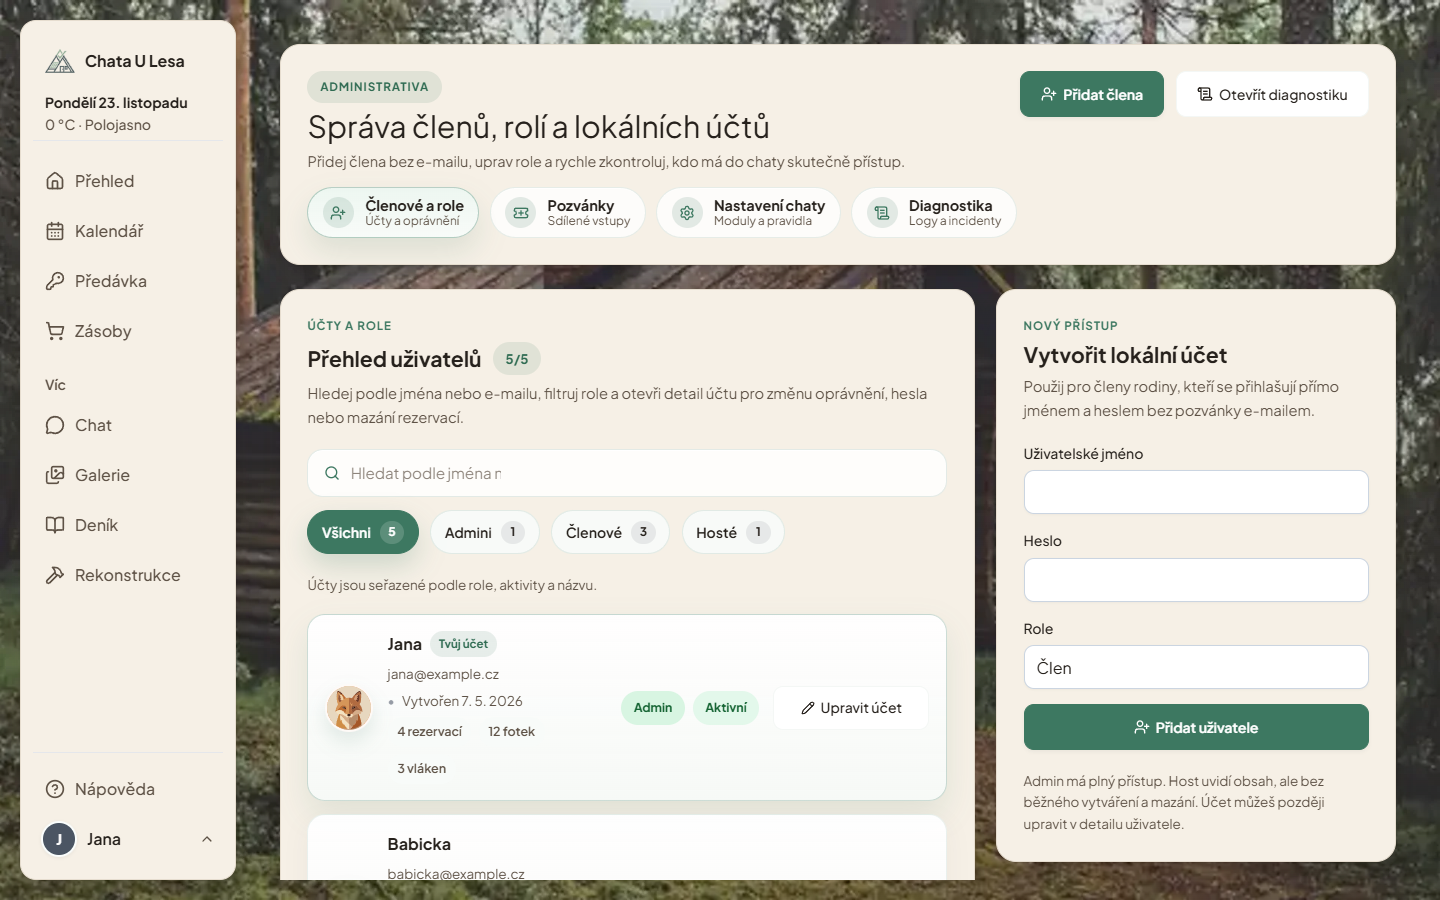 Chata U Lesa
Pondělí 23. listopadu
0 °C · Polojasno
Přehled
Kalendář
Předávka
Zásoby
Víc
Chat
Galerie
Deník
Rekonstrukce
Nápověda
J Jana
ADMINISTRATIVA
Správa členů, rolí a lokálních účtů
Přidej člena bez e-mailu, uprav role a rychle zkontroluj, kdo má do chaty skutečně přístup.
Přidat člena
Otevřít diagnostiku
Členové a role
Účty a oprávnění
Pozvánky
Sdílené vstupy
Nastavení chaty
Moduly a pravidla
Diagnostika
Logy a incidenty
ÚČTY A ROLE
Přehled uživatelů 5/5
Hledej podle jména nebo e-mailu, filtruj role a otevři detail účtu pro změnu oprávnění, hesla
nebo mazání rezervací.
Hledat podle jména n
Všichni 5
Admini 1
Členové 3
Hosté 1
Účty jsou seřazené podle role, aktivity a názvu.
Jana Tvůj účet
jana@example.cz
• Vytvořen 7. 5. 2026
4 rezervací 12 fotek
3 vláken
Admin
Aktivní
Upravit účet
Babicka
babicka@example.cz
NOVÝ PŘÍSTUP
Vytvořit lokální účet
Použij pro členy rodiny, kteří se přihlašují přímo
jménem a heslem bez pozvánky e-mailem.
Uživatelské jméno
Heslo
Role
Člen
Přidat uživatele
Admin má plný přístup. Host uvidí obsah, ale bez
běžného vytváření a mazání. Účet můžeš později
upravit v detailu uživatele.